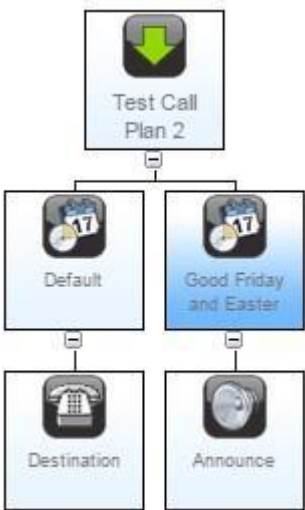 Test Call
Plan 2
17
Default
17
Good Friday
and Easter
Destination
Announce